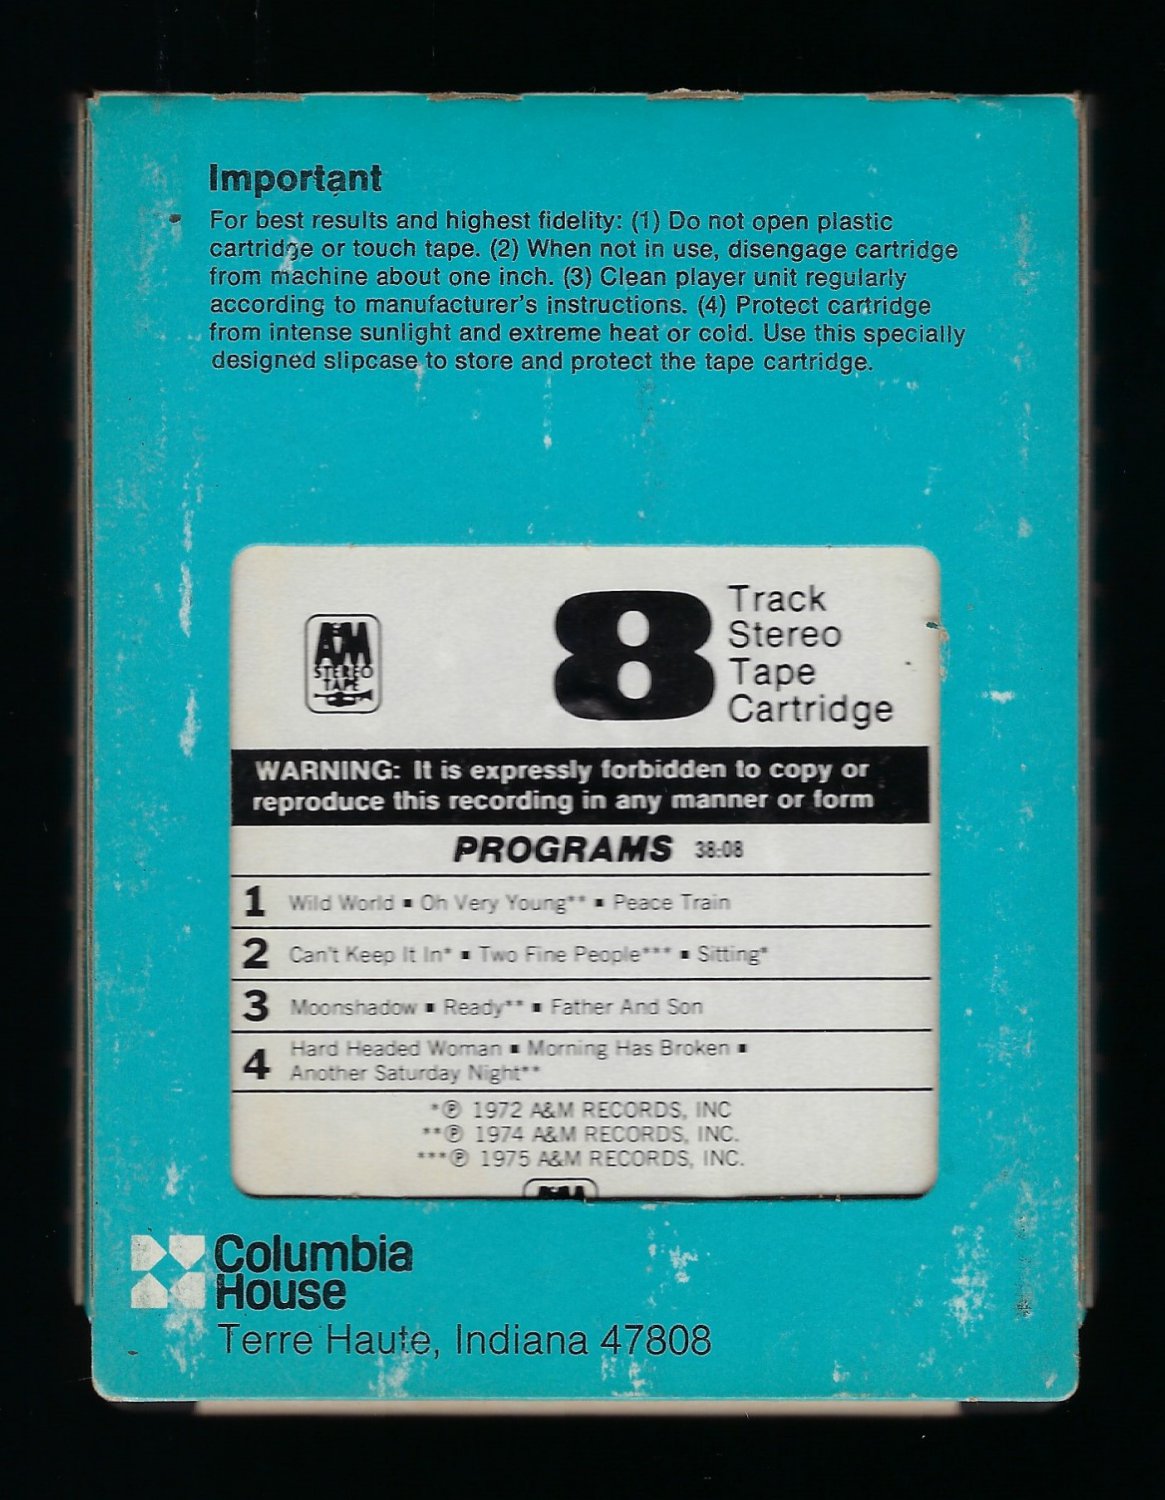 Important
For best results and highest fidelity: (1) Do not open plastic
cartridge or touch tape. (2) When not in use, disengage cartridge
from machine about one inch. (3) Clean player unit regularly
according to manufacturer's instructions. (4) Protect cartridge
from intense sunlight and extreme heat or cold. Use this specially
designed slipcase to store and protect the tape cartridge.
A&M
STEREO
TAPE
8
Track
Stereo
Tape
Cartridge
WARNING: It is expressly forbidden to copy or
reproduce this recording in any manner or form
PROGRAMS 38:08
1 Wild World ▪ Oh Very Young** ▪ Peace Train
2 Can't Keep It In* ▪ Two Fine People*** ▪ Sitting*
3 Moonshadow ▪ Ready** ▪ Father And Son
4 Hard Headed Woman ▪ Morning Has Broken ▪
Another Saturday Night**
*℗ 1972 A&M RECORDS, INC
**℗ 1974 A&M RECORDS, INC.
***℗ 1975 A&M RECORDS, INC.
Columbia
House
Terre Haute, Indiana 47808